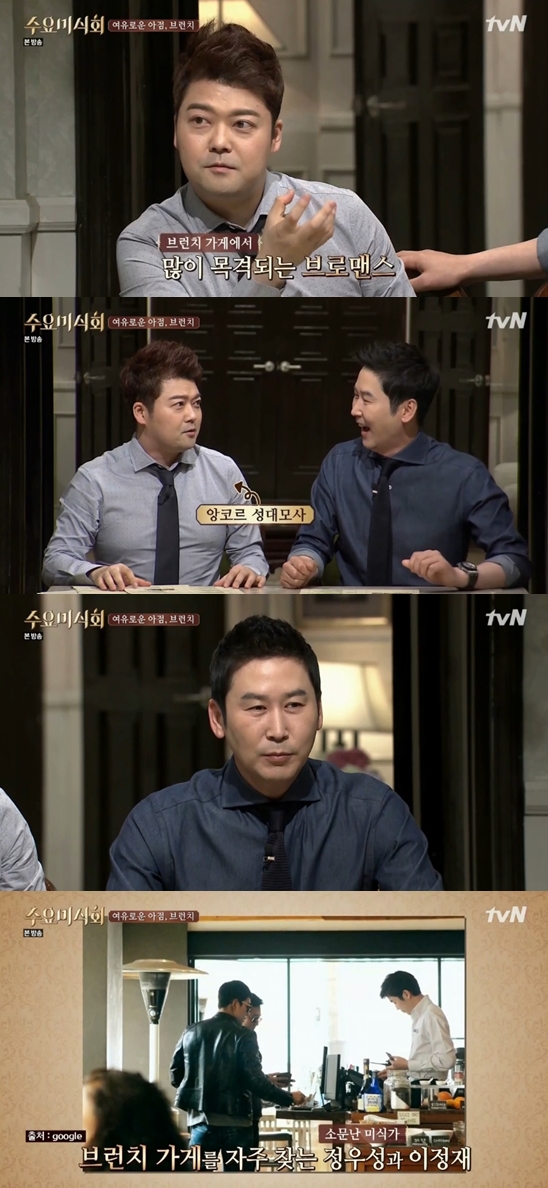 수요미식회 여유로운 아점, 브런치 tvN
본 방송
브런치 가게에서
많이 목격되는 브로맨스
수요미식회 여유로운 아점, 브런치 tvN
본 방송
앙코르 성대모사
수요미식회 여유로운 아점, 브런치 tvN
본 방송
수요미식회 여유로운 아점, 브런치 tvN
본 방송
출처 : google
소문난 미식가
브런치 가게를 자주 찾는 정우성과 이정재